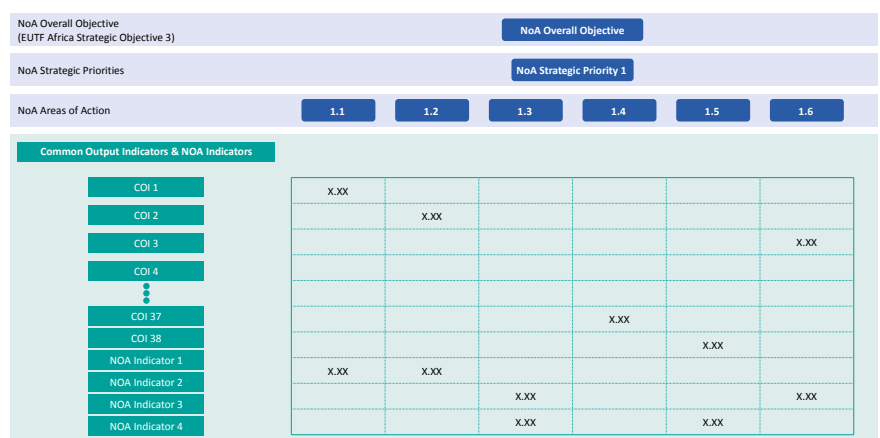 NoA Overall Objective
(EUTF Africa Strategic Objective 3)
NoA Overall Objective
NoA Strategic Priorities
NoA Strategic Priority 1
NoA Areas of Action
1.1 1.2 1.3 1.4 1.5 1.6
Common Output Indicators & NOA Indicators
COI 1 X.XX
COI 2 X.XX
COI 3 X.XX
COI 4
COI 37 X.XX
COI 38 X.XX
NOA Indicator 1 X.XX X.XX
NOA Indicator 2
NOA Indicator 3 X.XX X.XX
NOA Indicator 4 X.XX X.XX